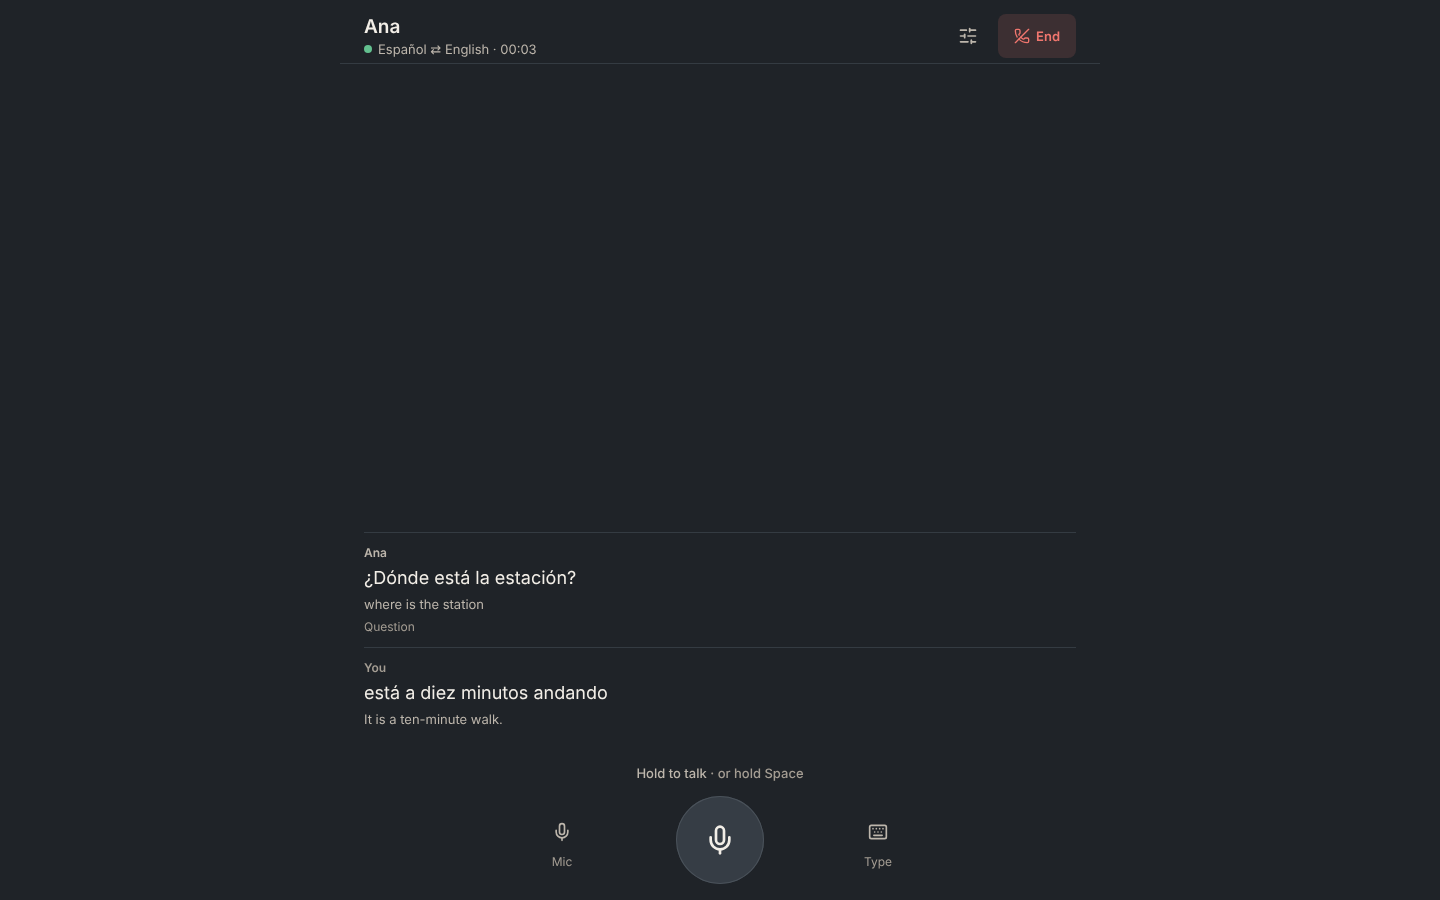 Ana
Español ⇄ English · 00:03
End
Ana
¿Dónde está la estación?
where is the station
Question
You
está a diez minutos andando
It is a ten-minute walk.
Hold to talk · or hold Space
Mic
Type